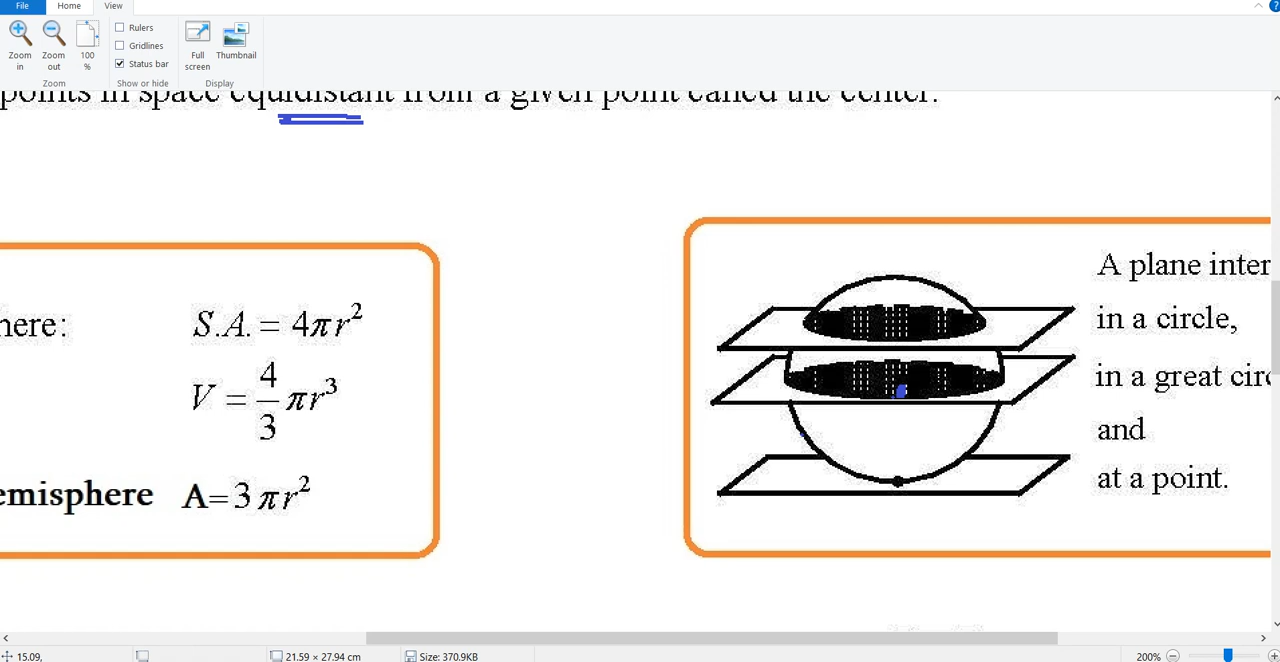 File Home View
Zoom in
Zoom out
100 %
Rulers
Gridlines
Status bar
Full screen
Thumbnail
Zoom
Show or hide
Display
points in space equidistant from a given point called the center.
here:
S.A. = 4πr²
V = 4/3 πr³
emisphere A=3πr²
A plane inter
in a circle,
in a great circ
and
at a point.
15.09,
21.59 × 27.94 cm
Size: 370.9KB
200%